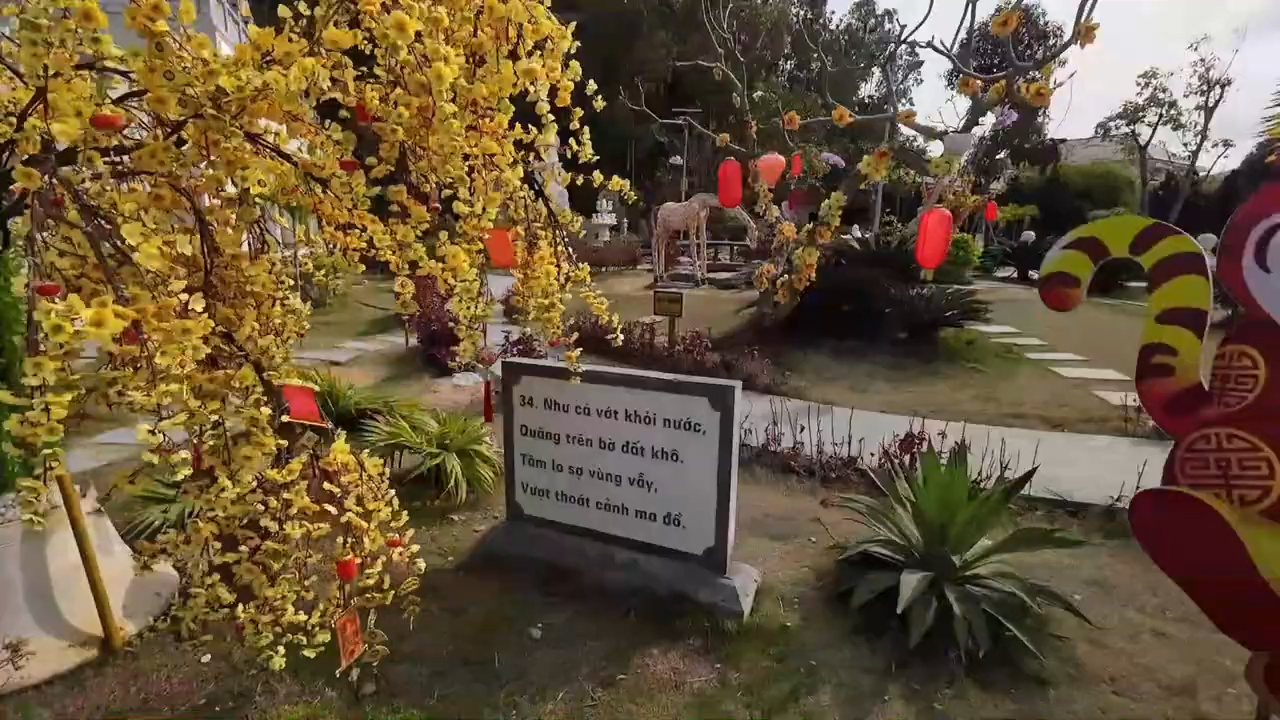 34. Như cá vớt khỏi nước,
Quăng trên bờ đất khô.
Tâm lo sợ vùng vẫy,
Vượt thoát cảnh ma đồ.